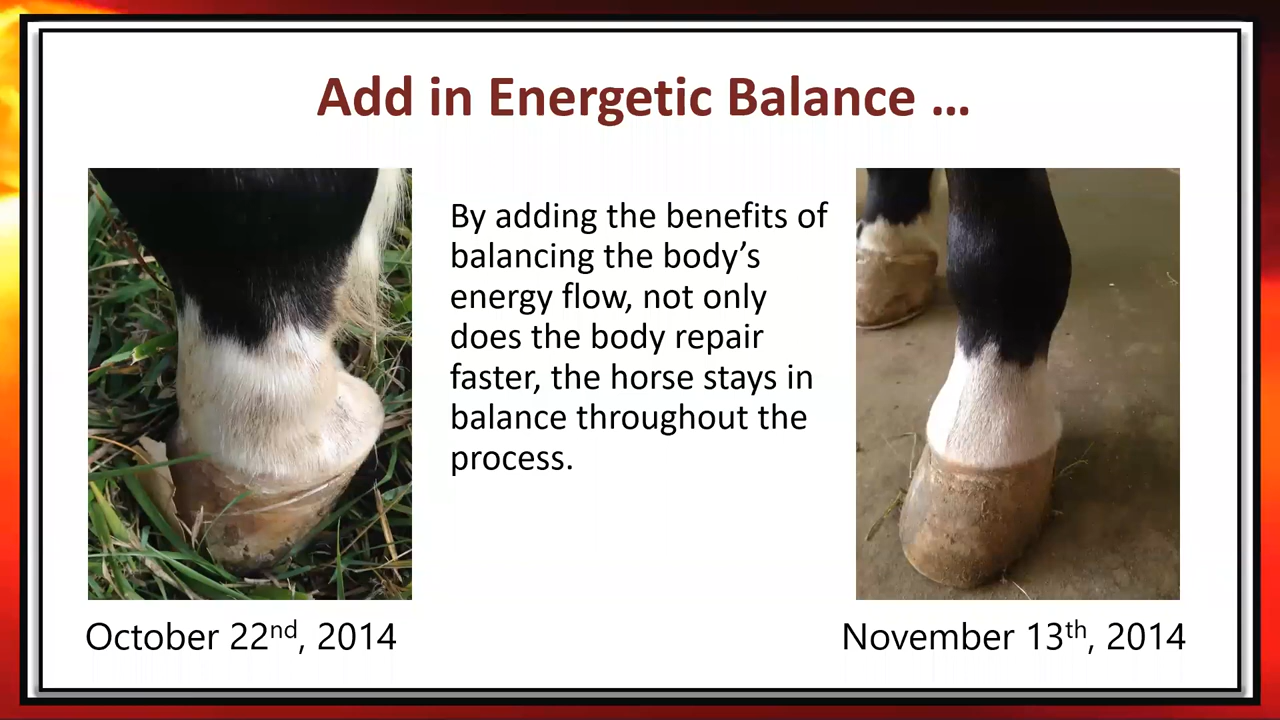 Add in Energetic Balance ...
By adding the benefits of
balancing the body’s
energy flow, not only
does the body repair
faster, the horse stays in
balance throughout the
process.
October 22nd, 2014
November 13th, 2014